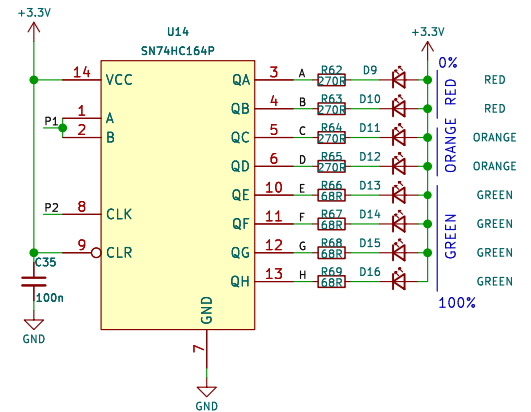 +3.3V
U14
SN74HC164P
+3.3V
0%
14 VCC QA 3 A R62 270R D9 RED
P1 1 A QB 4 B R63 270R D10 RED
2 B QC 5 C R64 270R D11 ORANGE
QD 6 D R65 270R D12 ORANGE
QE 10 E R66 68R D13 GREEN
P2 8 CLK QF 11 F R67 68R D14 GREEN
9 CLR QG 12 G R68 68R D15 GREEN
QH 13 H R69 68R D16 GREEN
RED
ORANGE
GREEN
100%
C35
100n
GND
GND
7
GND